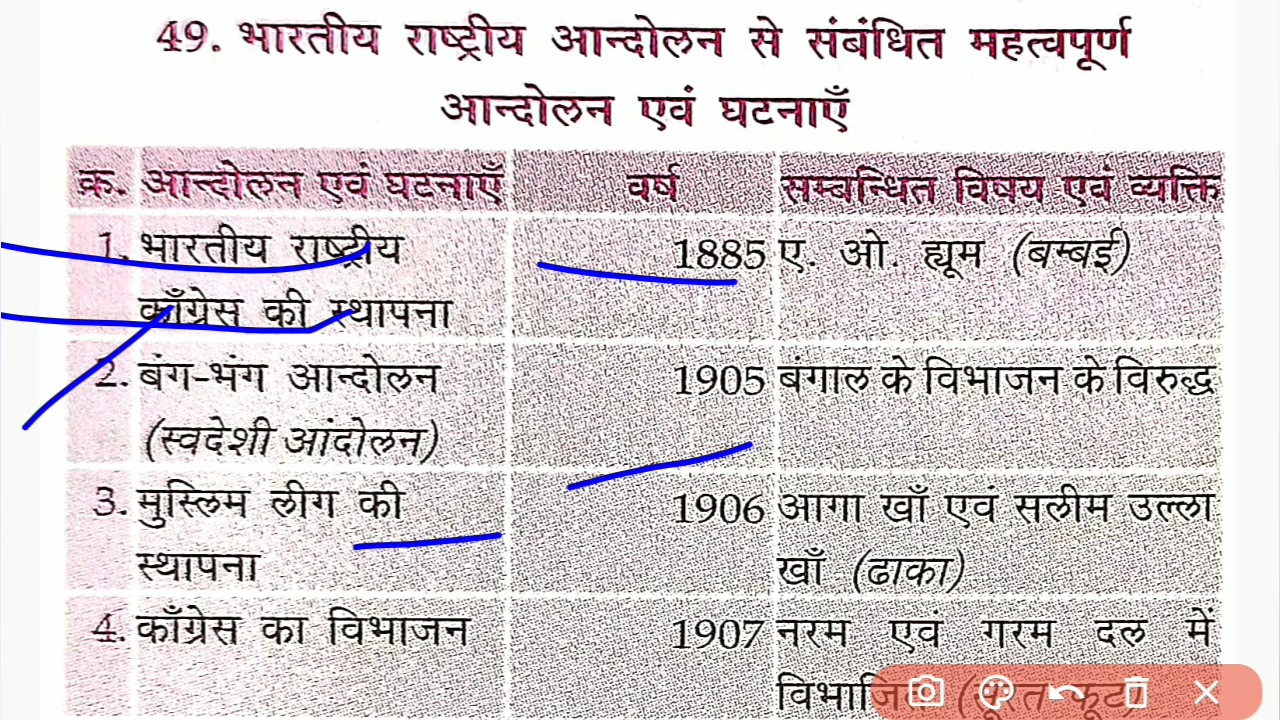 49. भारतीय राष्ट्रीय आन्दोलन से संबंधित महत्वपूर्ण
आन्दोलन एवं घटनाएँ
क्र. आन्दोलन एवं घटनाएँ वर्ष सम्बन्धित विषय एवं व्यक्ति
1. भारतीय राष्ट्रीय 1885 ए. ओ. ह्यूम (बम्बई)
काँग्रेस की स्थापना
2. बंग-भंग आन्दोलन 1905 बंगाल के विभाजन के विरुद्ध
(स्वदेशी आंदोलन)
3. मुस्लिम लीग की 1906 आगा खाँ एवं सलीम उल्ला
स्थापना खाँ (ढाका)
4. काँग्रेस का विभाजन 1907 नरम एवं गरम दल में
विभाजित (सूरत फूट)